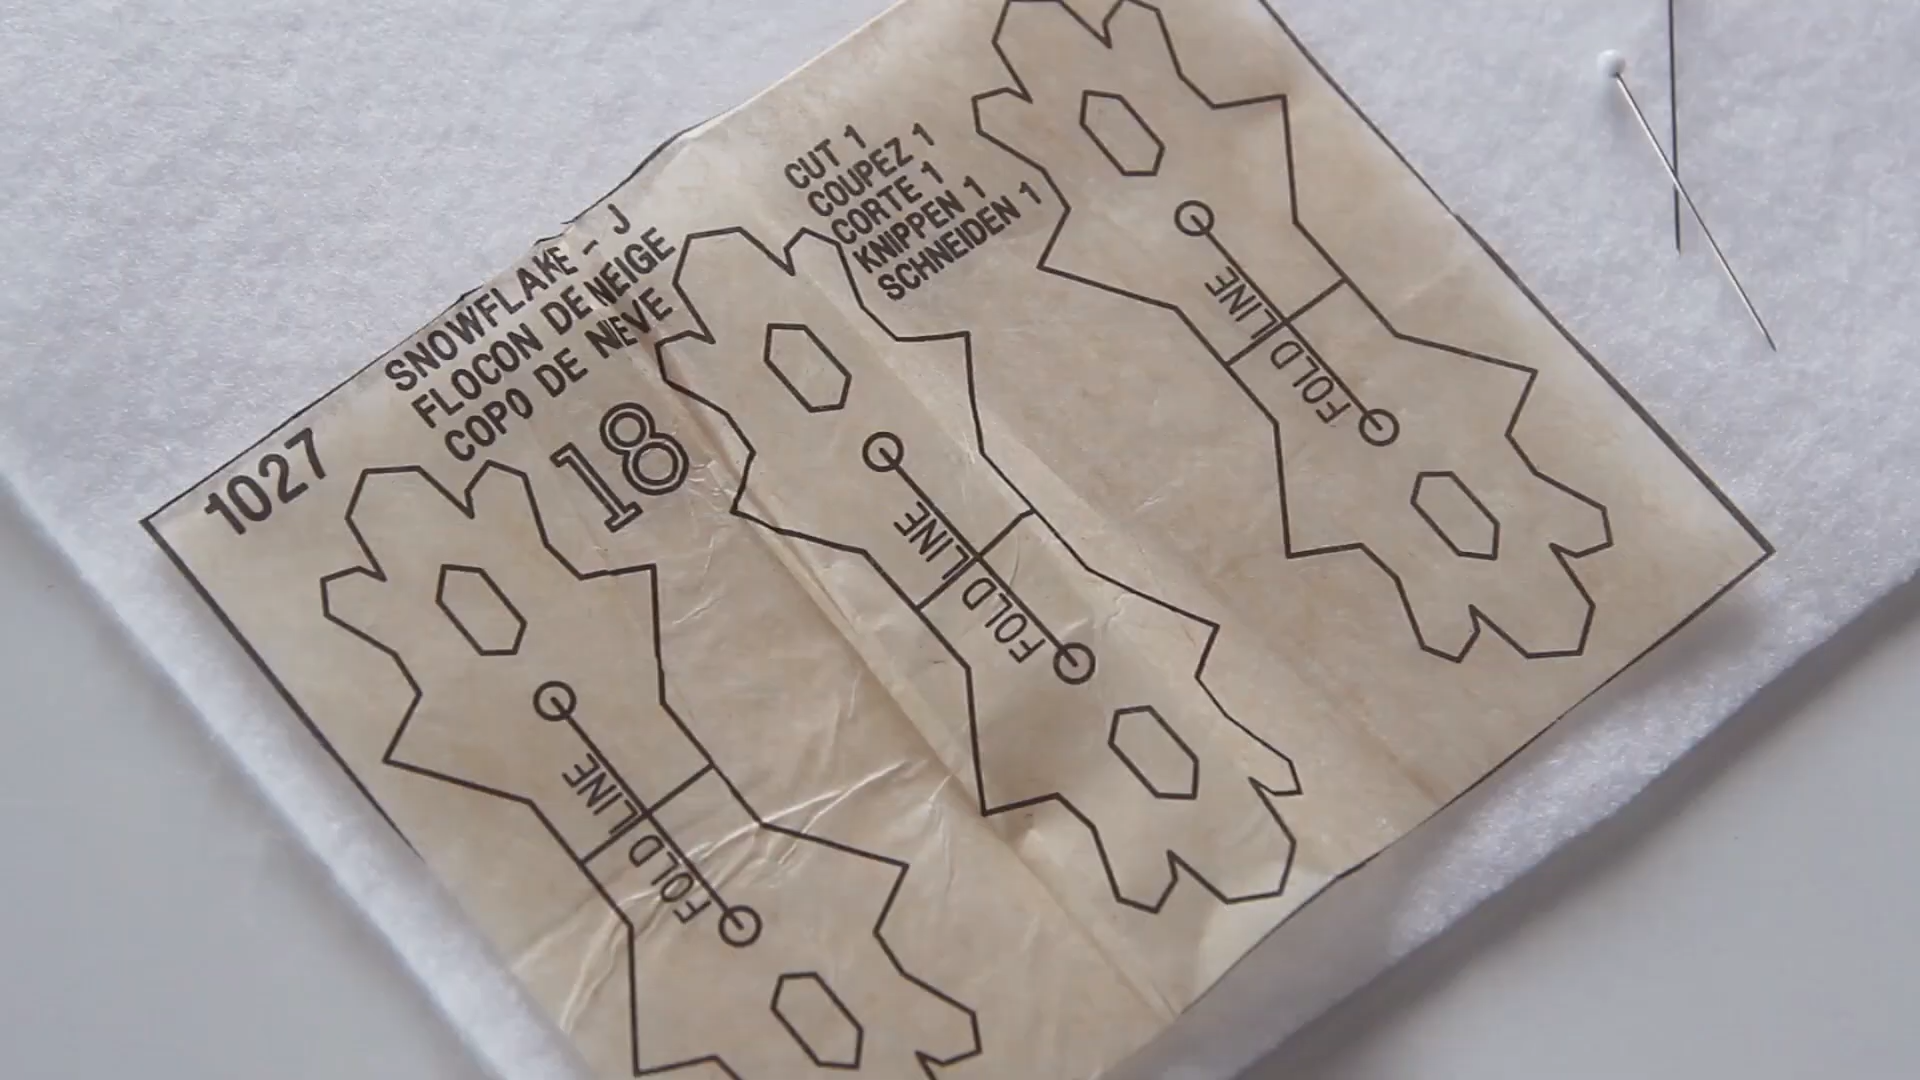 1027
SNOWFLAKE - J
FLOCON DE NEIGE
COPO DE NIEVE
18
CUT 1
COUPEZ 1
CORTE 1
KNIPPEN 1
SCHNEIDEN 1
FOLD LINE
FOLD LINE
FOLD LINE